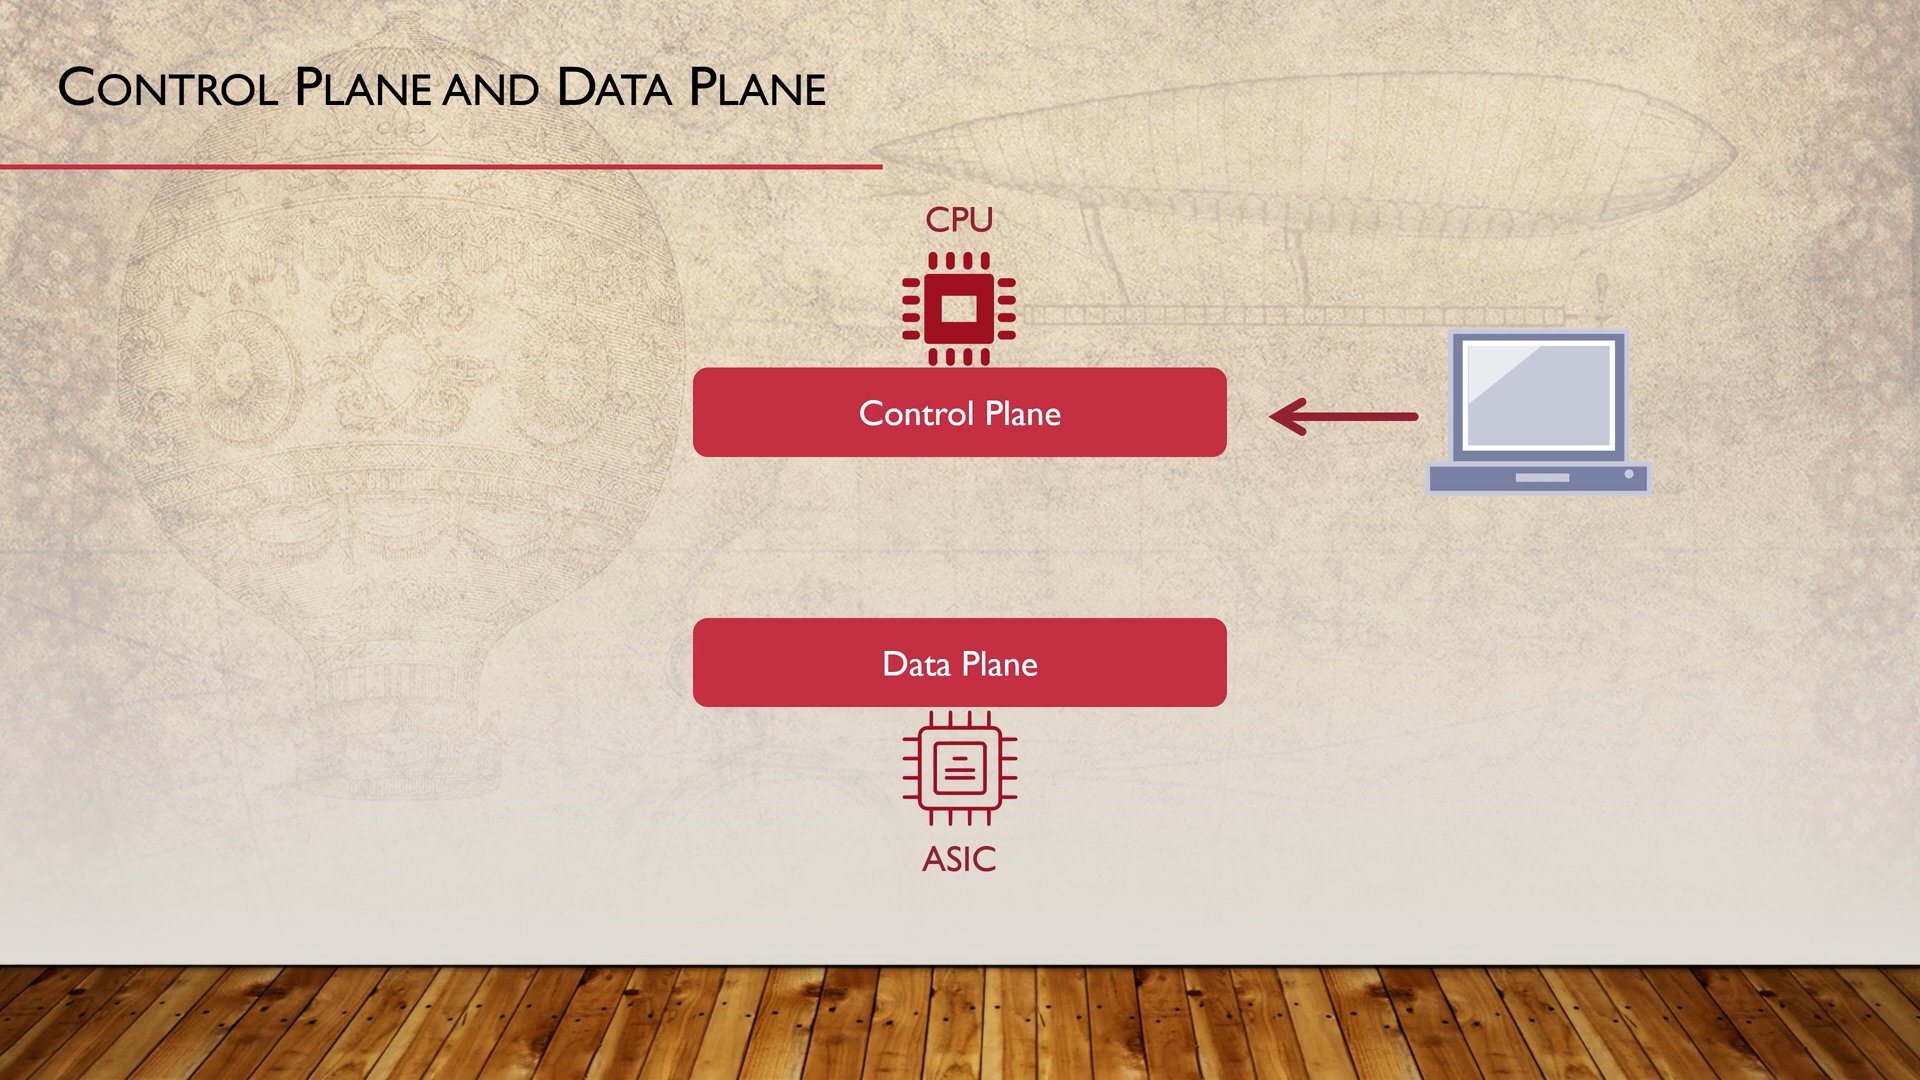 Control Plane and Data Plane
CPU
Control Plane
Data Plane
ASIC